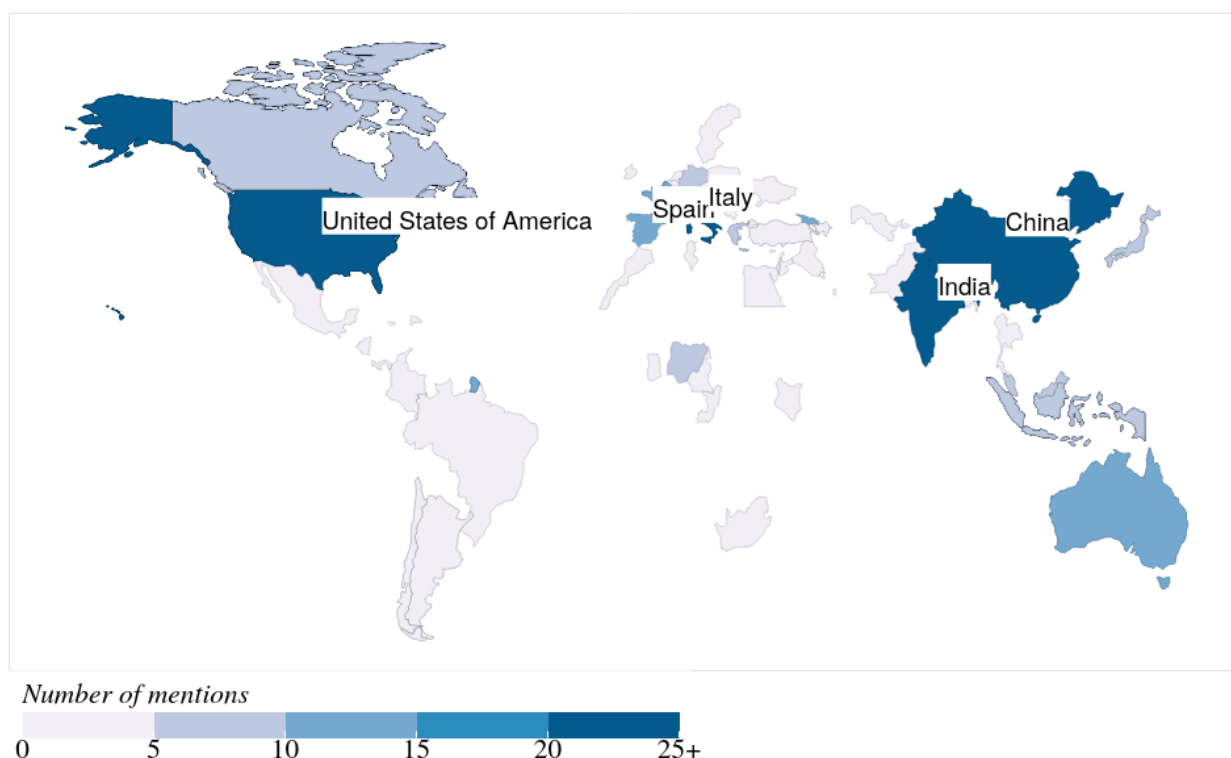 United States of America
Spain
Italy
China
India
Number of mentions
0 5 10 15 20 25+